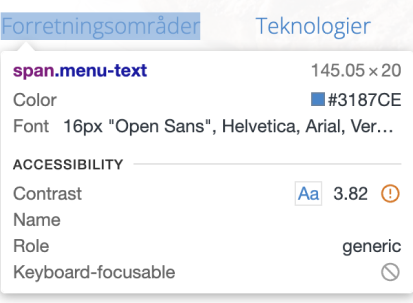 Forretningsområder Teknologier
span.menu-text 145.05 × 20
Color #3187CE
Font 16px "Open Sans", Helvetica, Arial, Ver…
ACCESSIBILITY
Contrast Aa 3.82
Name
Role generic
Keyboard-focusable